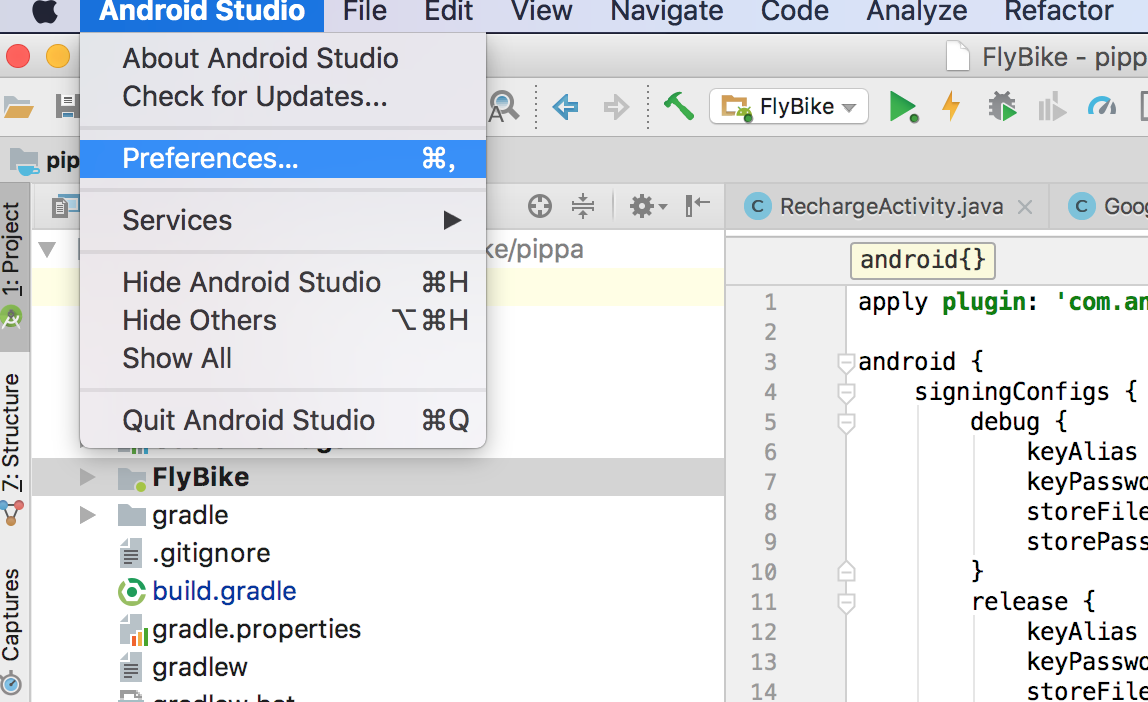 Android Studio File Edit View Navigate Code Analyze Refactor
About Android Studio
Check for Updates...
Preferences... ⌘,
Services ▶
Hide Android Studio ⌘H
Hide Others ⌥⌘H
Show All
Quit Android Studio ⌘Q
FlyBike - pipp
FlyBike
pip
1: Project
7: Structure
Captures
ke/pippa
FlyBike
gradle
.gitignore
build.gradle
gradle.properties
gradlew
gradlew.bat
RechargeActivity.java Goog
android{}
1 apply plugin: 'com.an
2
3 android {
4 signingConfigs {
5 debug {
6 keyAlias
7 keyPasswo
8 storeFile
9 storePass
10 }
11 release {
12 keyAlias
13 keyPasswo
14 storeFile